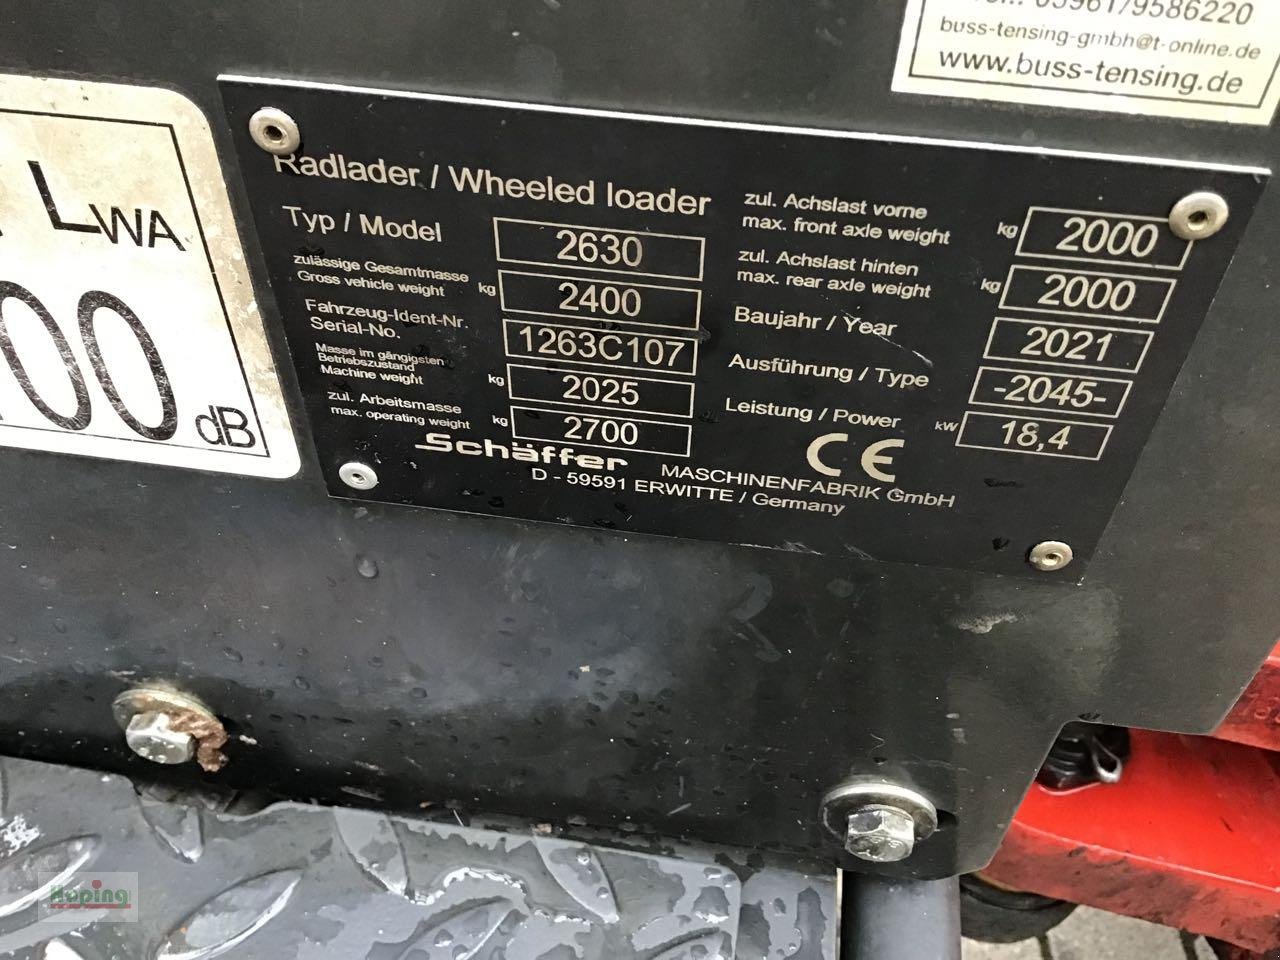 05961/9586220
buss-tensing-gmbh@t-online.de
www.buss-tensing.de
LWA
00
dB
Radlader / Wheeled loader
Typ / Model 2630
zulässige Gesamtmasse
Gross vehicle weight kg 2400
Fahrzeug-Ident-Nr.
Serial-No. 1263C107
Masse im gängigsten
Betriebszustand
Machine weight kg 2025
zul. Arbeitsmasse
max. operating weight kg 2700
zul. Achslast vorne
max. front axle weight kg 2000
zul. Achslast hinten
max. rear axle weight kg 2000
Baujahr / Year 2021
Ausführung / Type -2045-
Leistung / Power kW 18,4
CE
Schäffer MASCHINENFABRIK GmbH
D - 59591 ERWITTE / Germany
Höping